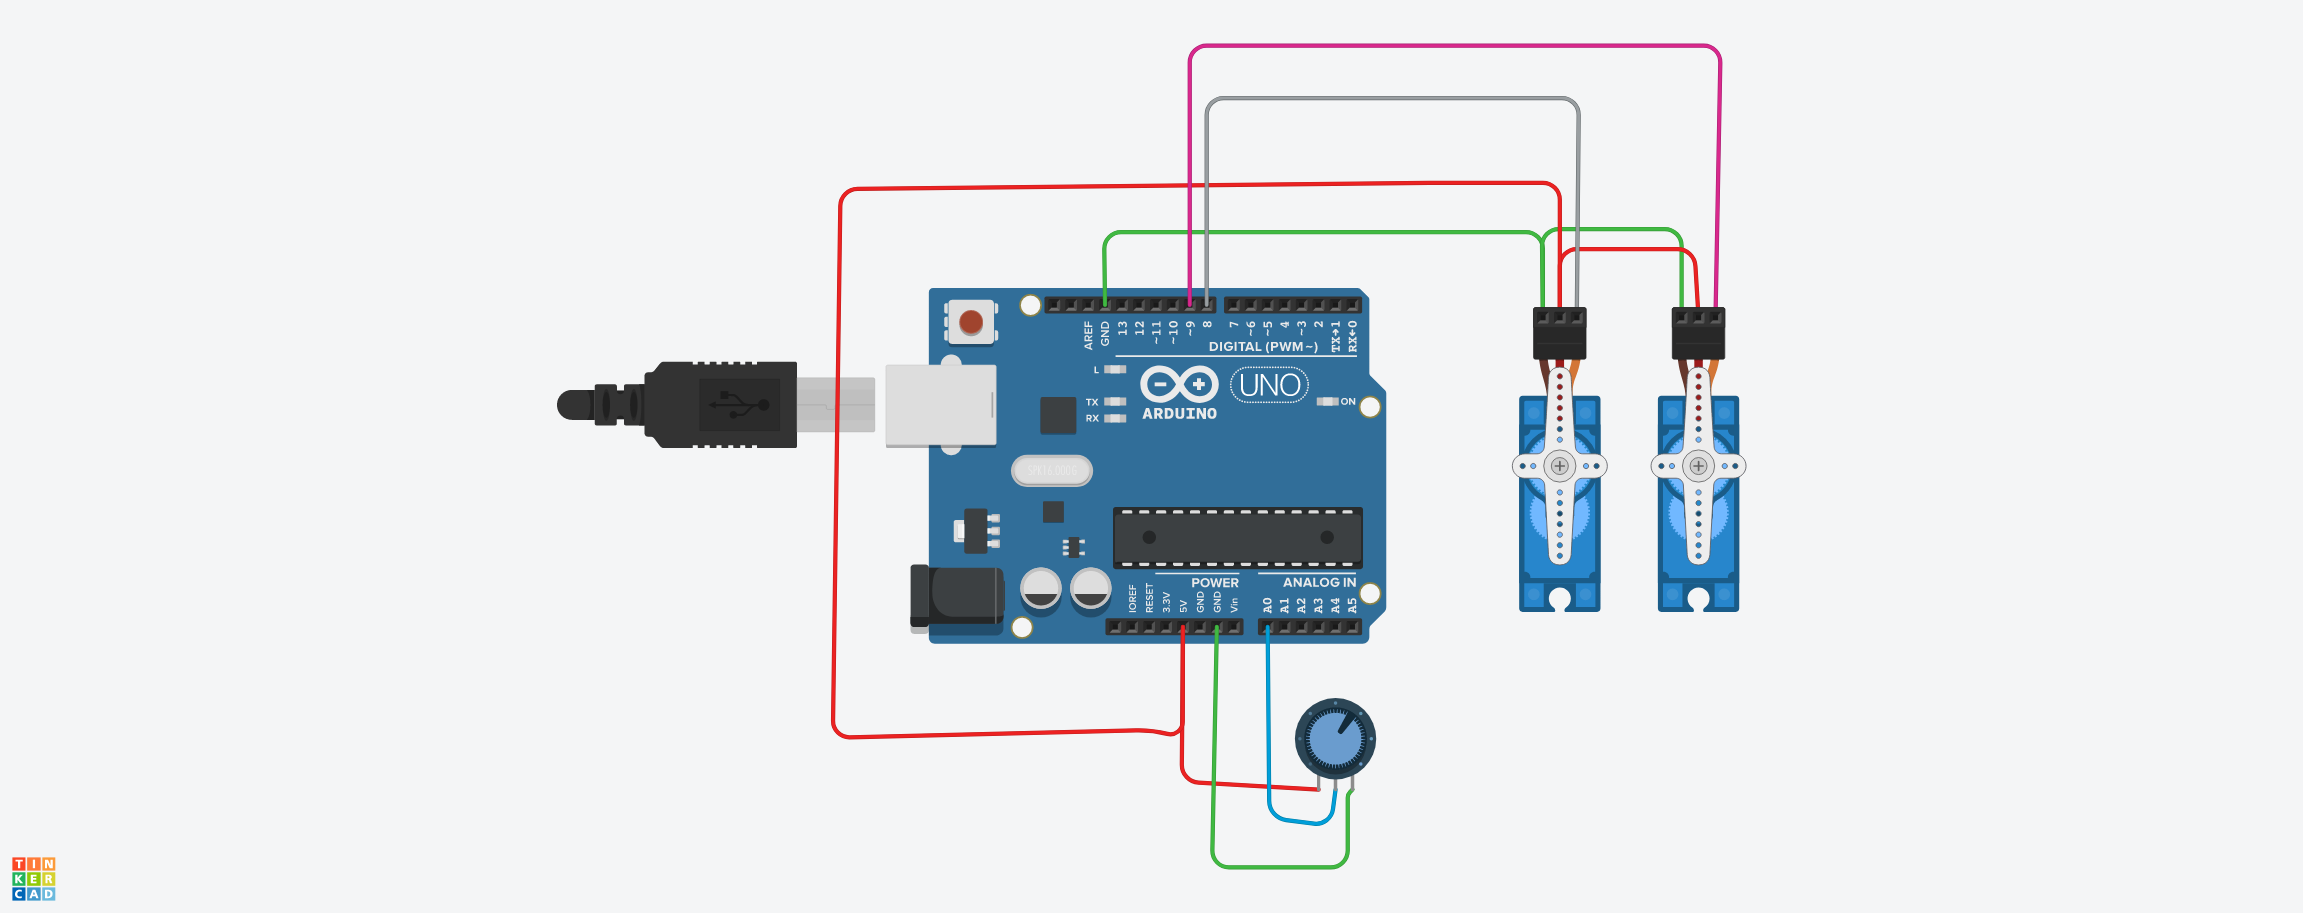 AREF
GND
13
12
~11
~10
~9
8
7
~6
~5
4
~3
2
TX→1
RX←0
DIGITAL (PWM~)
L
TX
RX
UNO
ON
ARDUINO
SPK16.000G
POWER
ANALOG IN
IOREF
RESET
3.3V
5V
GND
GND
Vin
A0
A1
A2
A3
A4
A5
TIN
KER
CAD